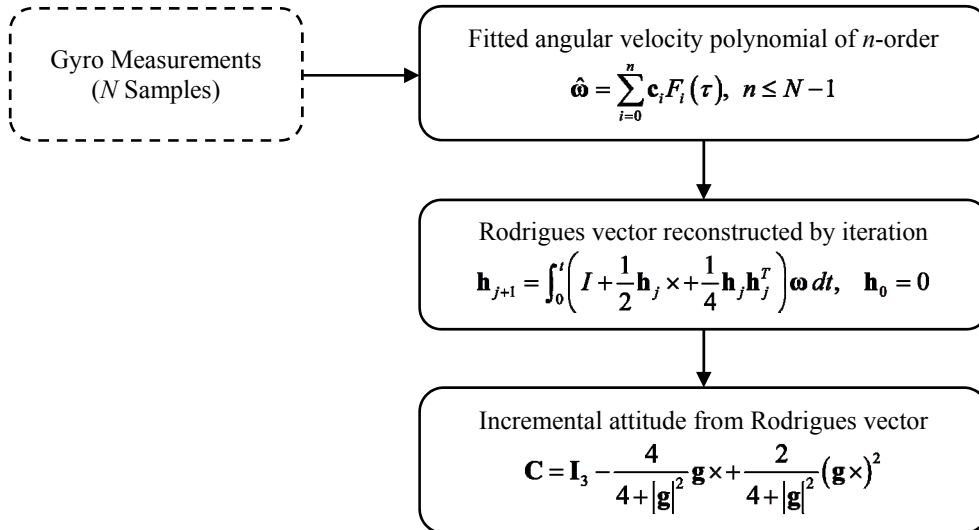 Gyro Measurements
(N Samples)
Fitted angular velocity polynomial of n-order
ω̂ = ∑_{i=0}^{n} c_i F_i (τ), n ≤ N −1
Rodrigues vector reconstructed by iteration
h_{j+1} = ∫_0^t ( I + 1/2 h_j × + 1/4 h_j h_j^T ) ω dt, h_0 = 0
Incremental attitude from Rodrigues vector
C = I_3 − 4/(4+|g|^2) g × + 2/(4+|g|^2) (g ×)^2